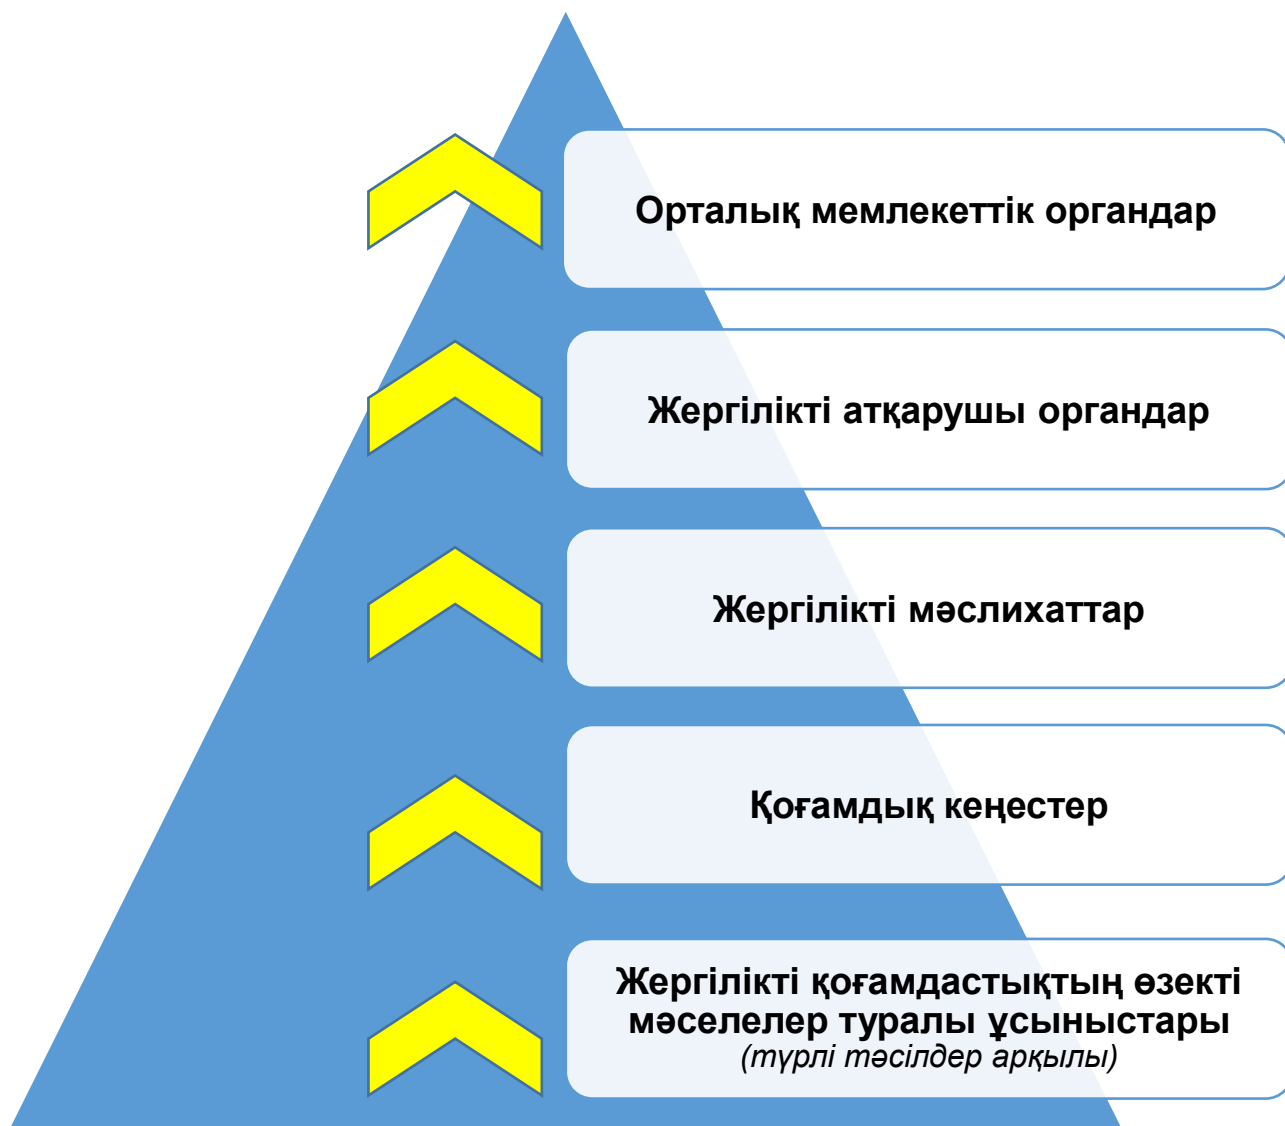 Орталық мемлекеттік органдар
Жергілікті атқарушы органдар
Жергілікті мәслихаттар
Қоғамдық кеңестер
Жергілікті қоғамдастықтың өзекті
мәселелер туралы ұсыныстары
(түрлі тәсілдер арқылы)